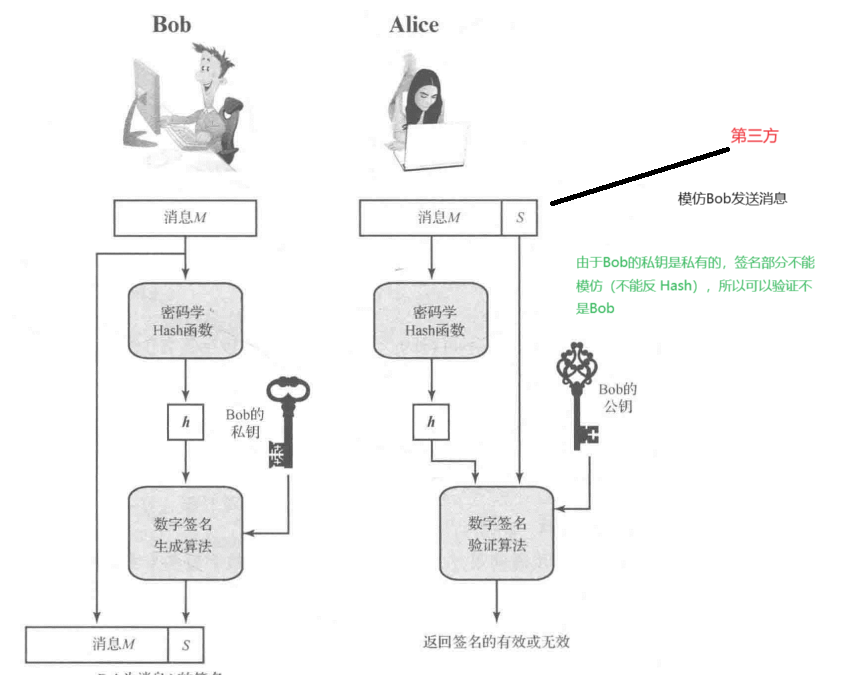 Bob
Alice
第三方
模仿Bob发送消息
消息M
消息M
S
由于Bob的私钥是私有的，签名部分不能
模仿（不能反 Hash），所以可以验证不
是Bob
密码学
Hash函数
密码学
Hash函数
Bob的
私钥
Bob的
公钥
h
h
数字签名
生成算法
数字签名
验证算法
消息M
S
返回签名的有效或无效